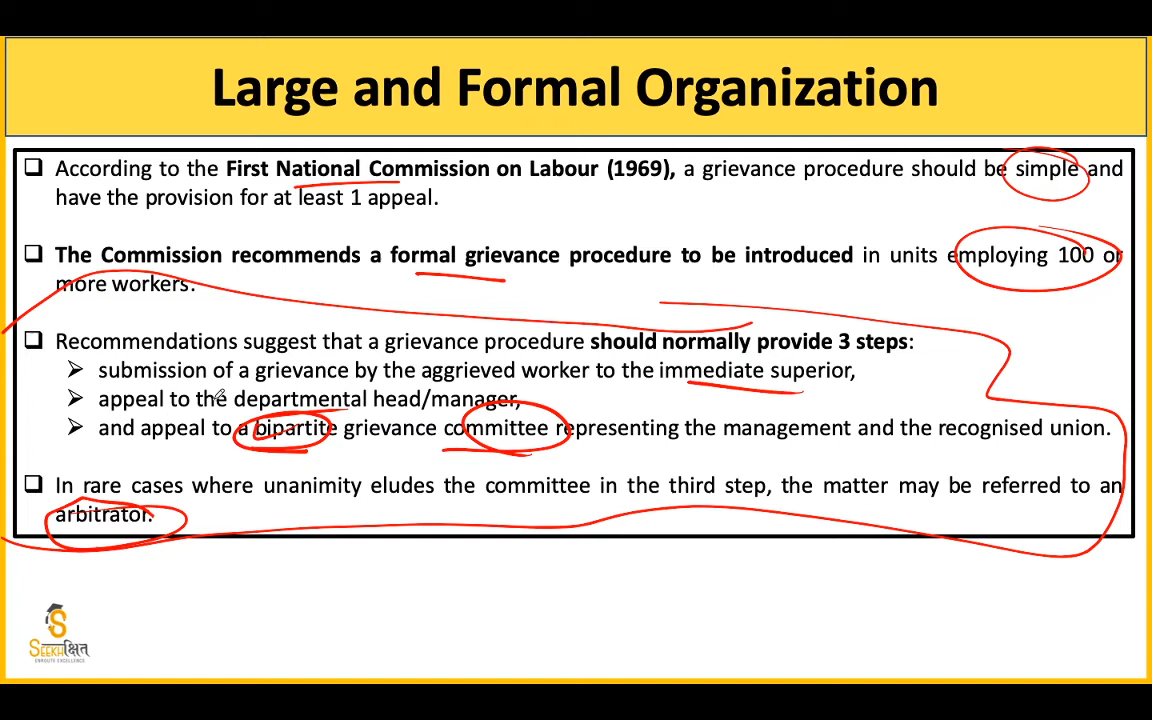 Large and Formal Organization
According to the First National Commission on Labour (1969), a grievance procedure should be simple and
have the provision for at least 1 appeal.
The Commission recommends a formal grievance procedure to be introduced in units employing 100 or
more workers.
Recommendations suggest that a grievance procedure should normally provide 3 steps:
submission of a grievance by the aggrieved worker to the immediate superior,
appeal to the departmental head/manager,
and appeal to a bipartite grievance committee representing the management and the recognised union.
In rare cases where unanimity eludes the committee in the third step, the matter may be referred to an
arbitrator.
S
SEEKHक्षित
ENROUTE EXCELLENCE